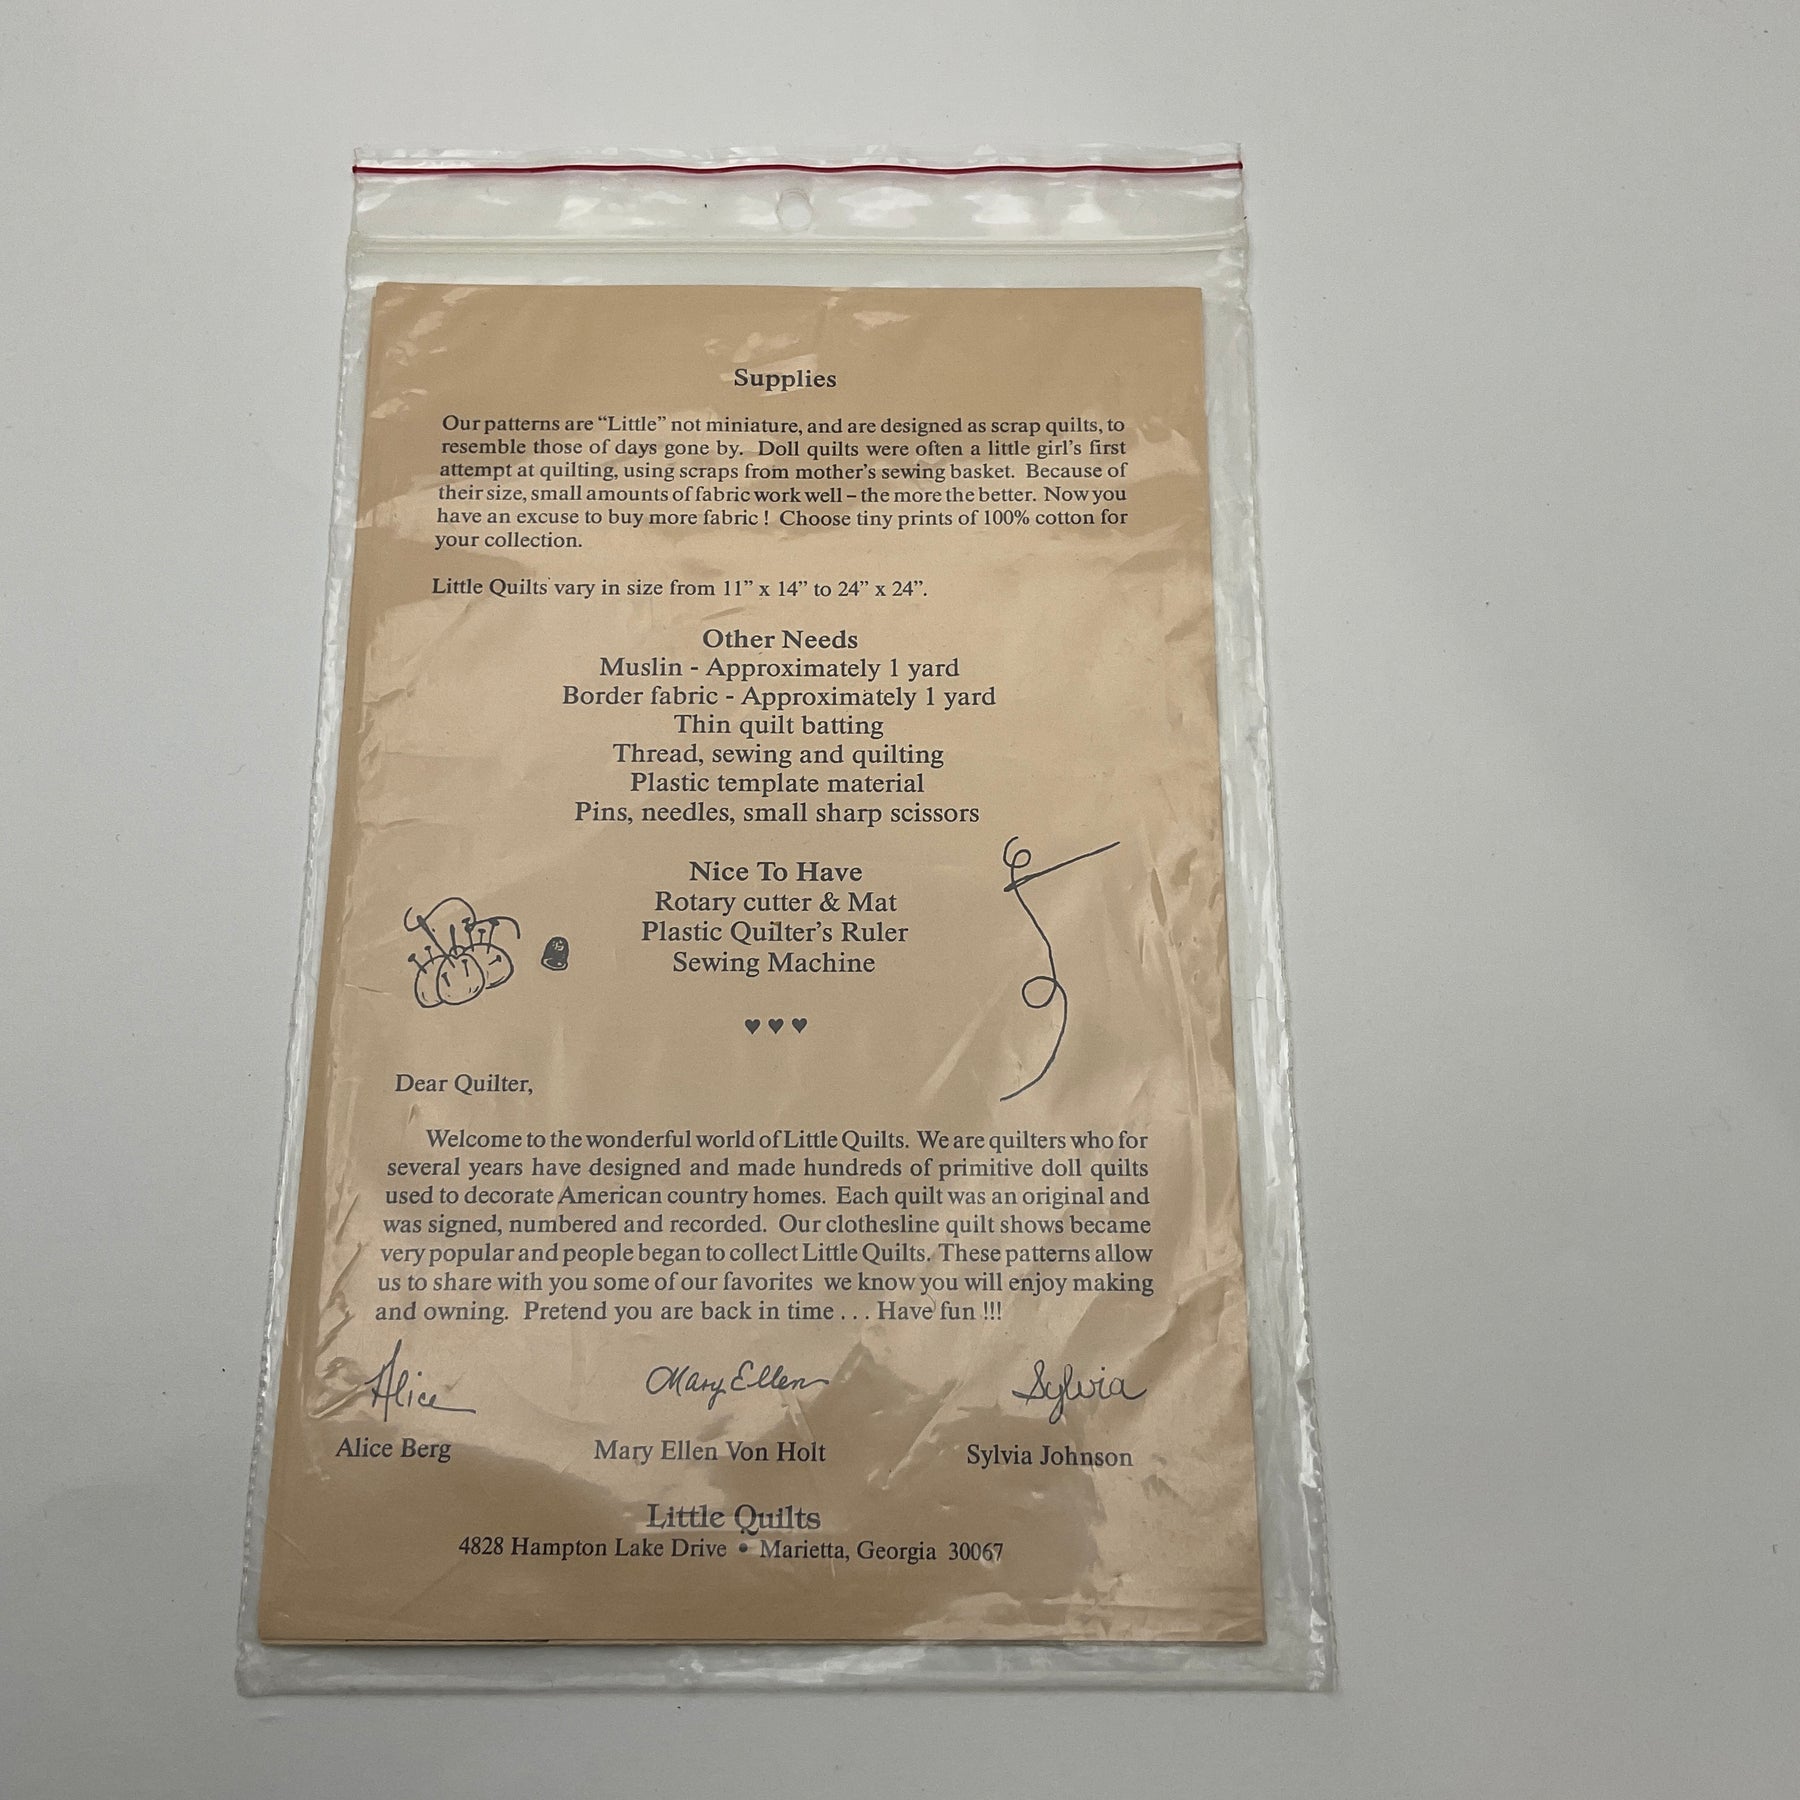 Supplies
Our patterns are “Little” not miniature, and are designed as scrap quilts, to
resemble those of days gone by. Doll quilts were often a little girl’s first
attempt at quilting, using scraps from mother’s sewing basket. Because of
their size, small amounts of fabric work well – the more the better. Now you
have an excuse to buy more fabric ! Choose tiny prints of 100% cotton for
your collection.
Little Quilts vary in size from 11” x 14” to 24” x 24”.
Other Needs
Muslin - Approximately 1 yard
Border fabric - Approximately 1 yard
Thin quilt batting
Thread, sewing and quilting
Plastic template material
Pins, needles, small sharp scissors
Nice To Have
Rotary cutter & Mat
Plastic Quilter’s Ruler
Sewing Machine
♥ ♥ ♥
Dear Quilter,
Welcome to the wonderful world of Little Quilts. We are quilters who for
several years have designed and made hundreds of primitive doll quilts
used to decorate American country homes. Each quilt was an original and
was signed, numbered and recorded. Our clothesline quilt shows became
very popular and people began to collect Little Quilts. These patterns allow
us to share with you some of our favorites we know you will enjoy making
and owning. Pretend you are back in time . . . Have fun !!!
Alice Mary Ellen Sylvia
Alice Berg Mary Ellen Von Holt Sylvia Johnson
Little Quilts
4828 Hampton Lake Drive • Marietta, Georgia 30067